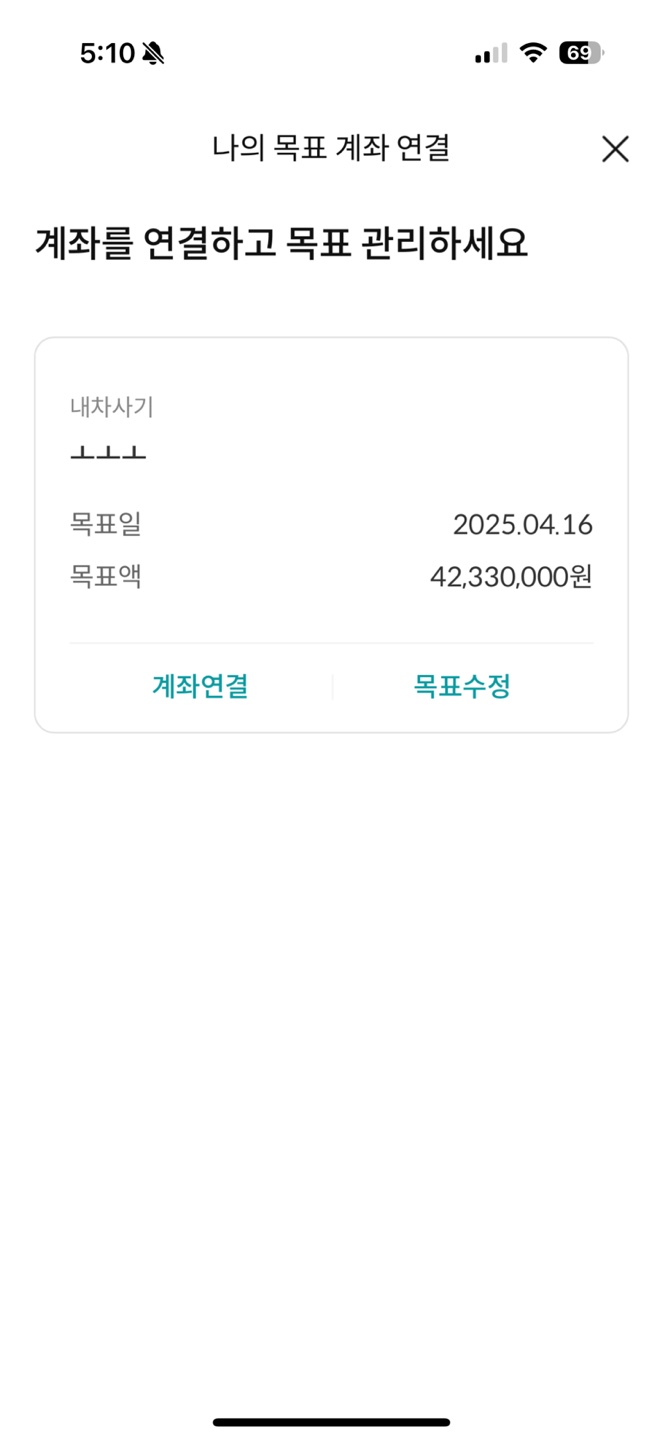 5:10
69
나의 목표 계좌 연결
계좌를 연결하고 목표 관리하세요
내차사기
ㅗㅗㅗ
목표일 2025.04.16
목표액 42,330,000원
계좌연결 목표수정